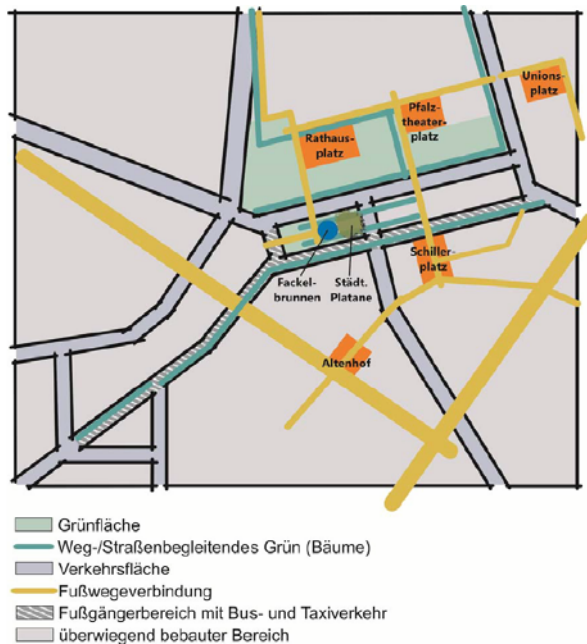 Unions-
platz
Pfalz-
theater-
platz
Rathaus-
platz
Schiller-
platz
Fackel-
brunnen
Städt.
Platane
Altenhof
Grünfläche
Weg-/Straßenbegleitendes Grün (Bäume)
Verkehrsfläche
Fußwegeverbindung
Fußgängerbereich mit Bus- und Taxiverkehr
überwiegend bebauter Bereich